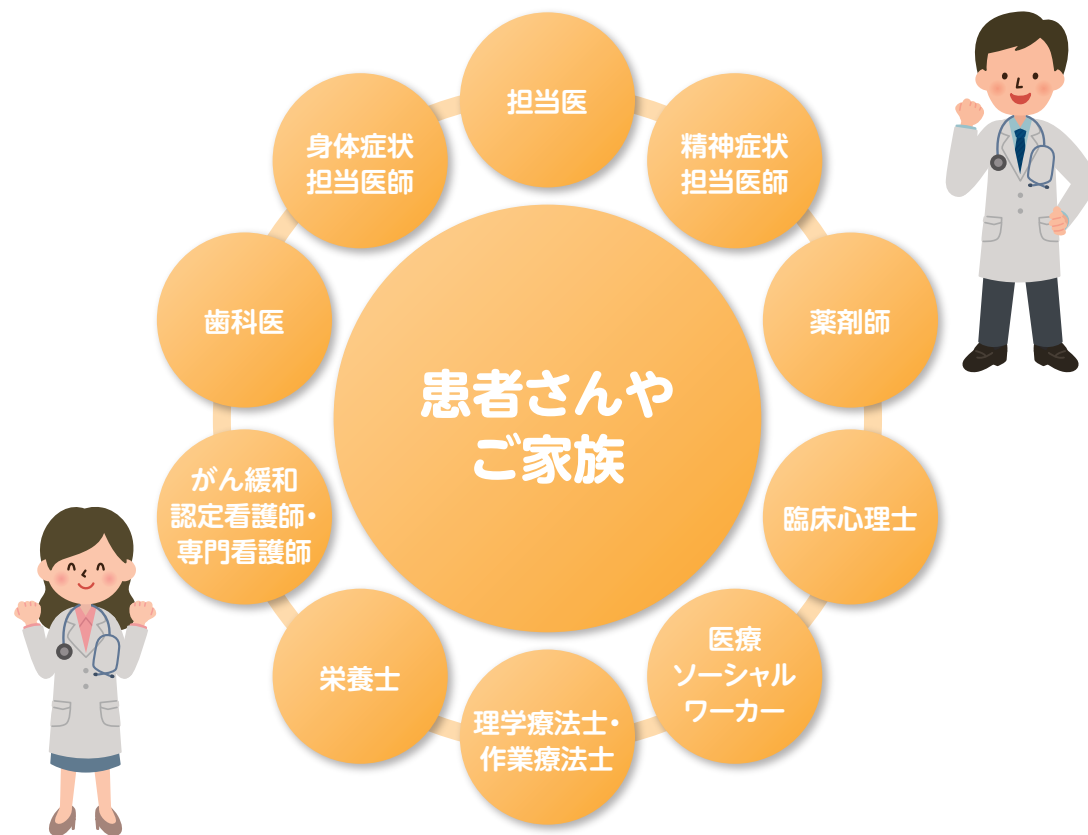 担当医
精神症状
担当医師
薬剤師
臨床心理士
医療
ソーシャル
ワーカー
理学療法士・
作業療法士
栄養士
がん緩和
認定看護師・
専門看護師
歯科医
身体症状
担当医師
患者さんや
ご家族